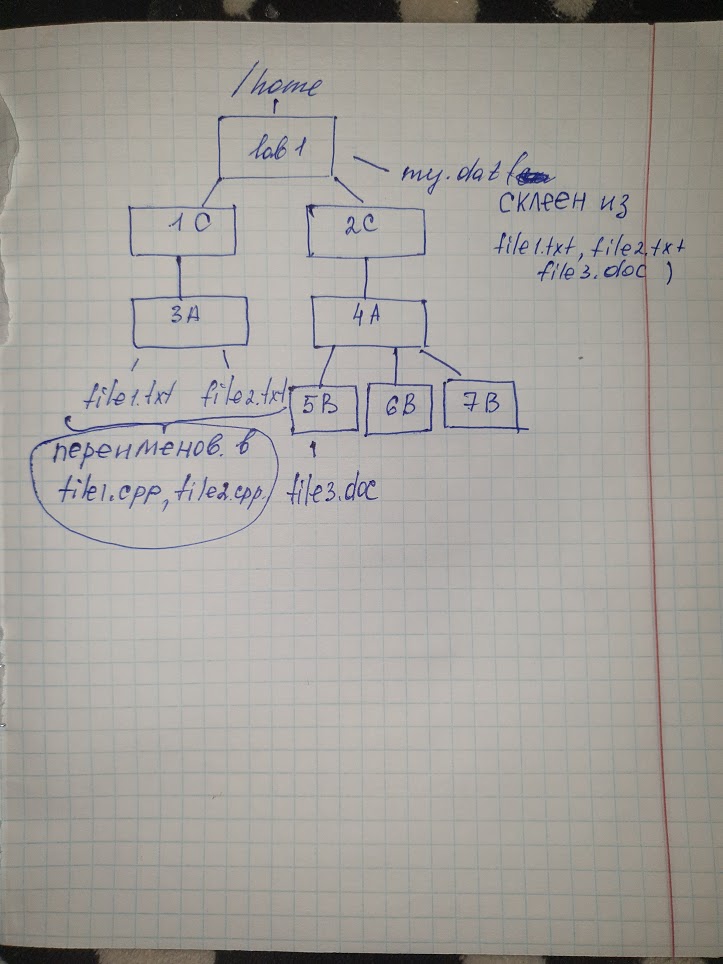 /home
lab 1
my.dat (
склеен из
1C
2C
file1.txt, file2.txt
file3.doc )
3A
4A
file1.txt file2.txt
5B
6B
7B
переименов. в
file1.cpp, file2.cpp.
file3.doc